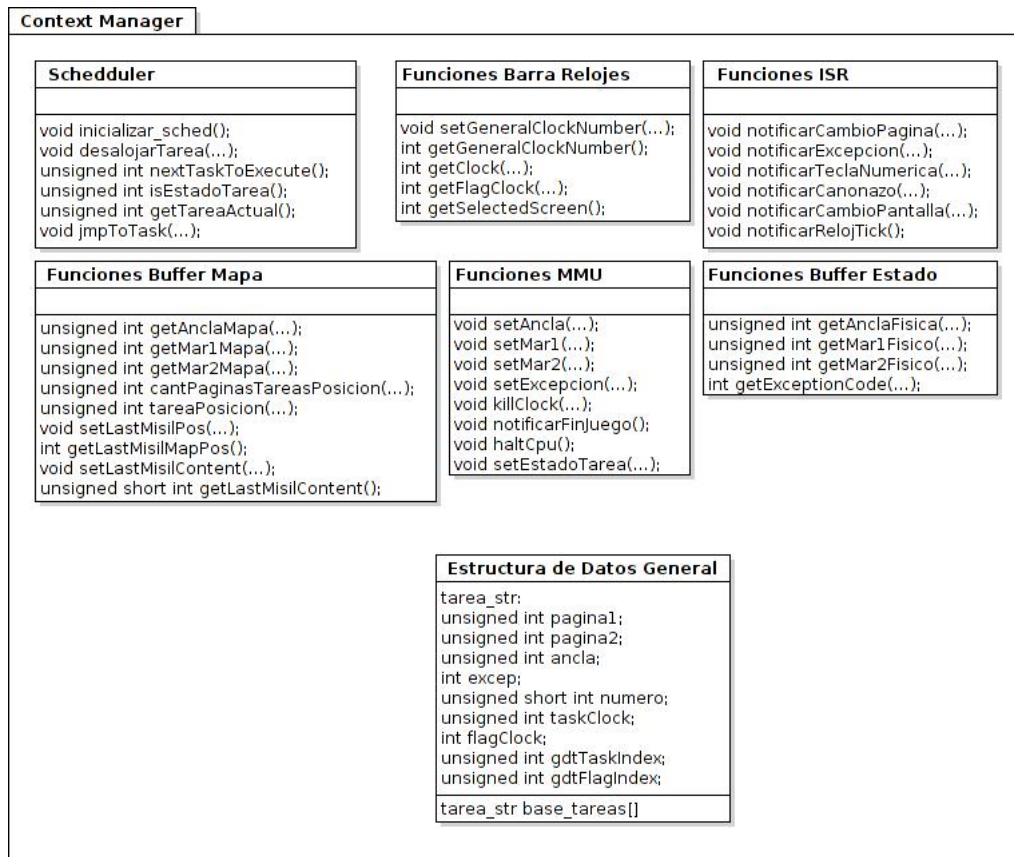 Context Manager
Schedduler
void inicializar_sched();
void desalojarTarea(...);
unsigned int nextTaskToExecute();
unsigned int isEstadoTarea();
unsigned int getTareaActual();
void jmpToTask(...);
Funciones Barra Relojes
void setGeneralClockNumber(...);
int getGeneralClockNumber();
int getClock(...);
int getFlagClock(...);
int getSelectedScreen();
Funciones ISR
void notificarCambioPagina(...);
void notificarExcepcion(...);
void notificarTeclaNumerica(...);
void notificarCanonazo(...);
void notificarCambioPantalla(...);
void notificarRelojTick();
Funciones Buffer Mapa
unsigned int getAnclaMapa(...);
unsigned int getMar1Mapa(...);
unsigned int getMar2Mapa(...);
unsigned int cantPaginasTareasPosicion(...);
unsigned int tareaPosicion(...);
void setLastMisilPos(...);
int getLastMisilMapPos();
void setLastMisilContent(...);
unsigned short int getLastMisilContent();
Funciones MMU
void setAncla(...);
void setMar1(...);
void setMar2(...);
void setExcepcion(...);
void killClock(...);
void notificarFinJuego();
void haltCpu();
void setEstadoTarea(...);
Funciones Buffer Estado
unsigned int getAnclaFisica(...);
unsigned int getMar1Fisico(...);
unsigned int getMar2Fisico(...);
int getExceptionCode(...);
Estructura de Datos General
tarea_str:
unsigned int pagina1;
unsigned int pagina2;
unsigned int ancla;
int excep;
unsigned short int numero;
unsigned int taskClock;
int flagClock;
unsigned int gdtTaskIndex;
unsigned int gdtFlagIndex;
tarea_str base_tareas[]